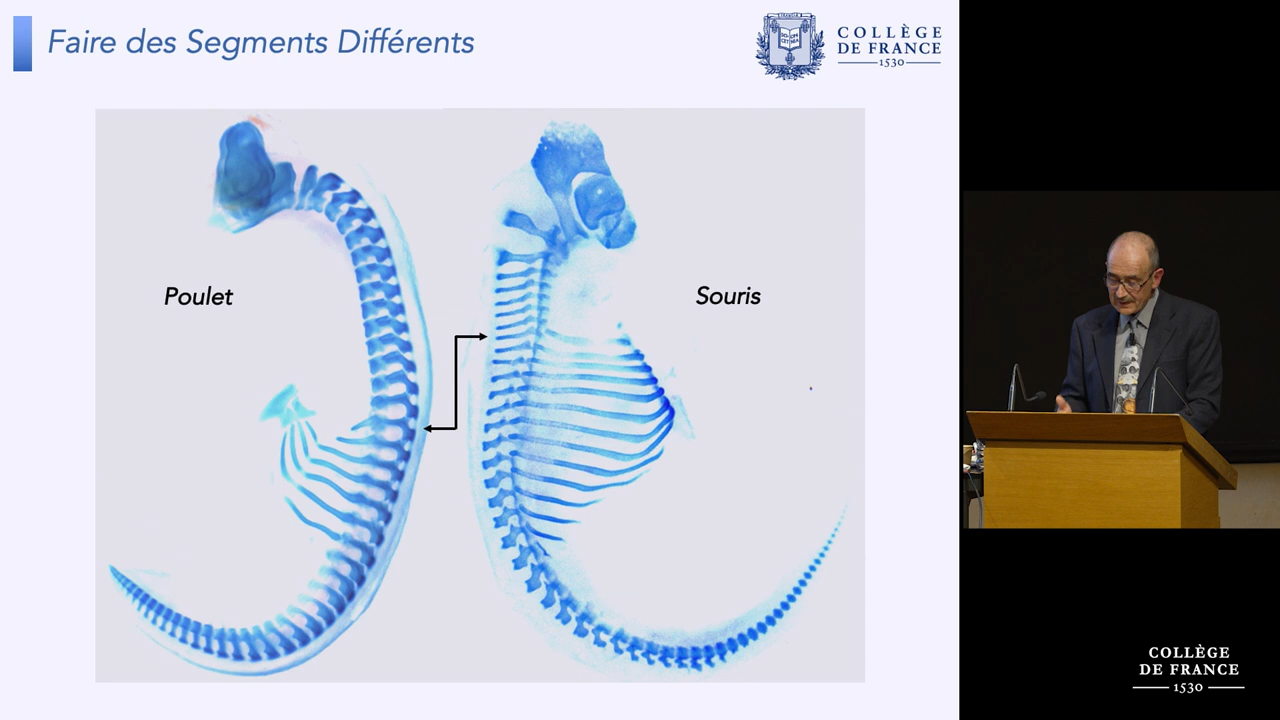 Faire des Segments Différents
COLLÈGE
DE FRANCE
1530
Poulet
Souris
COLLÈGE
DE FRANCE
1530